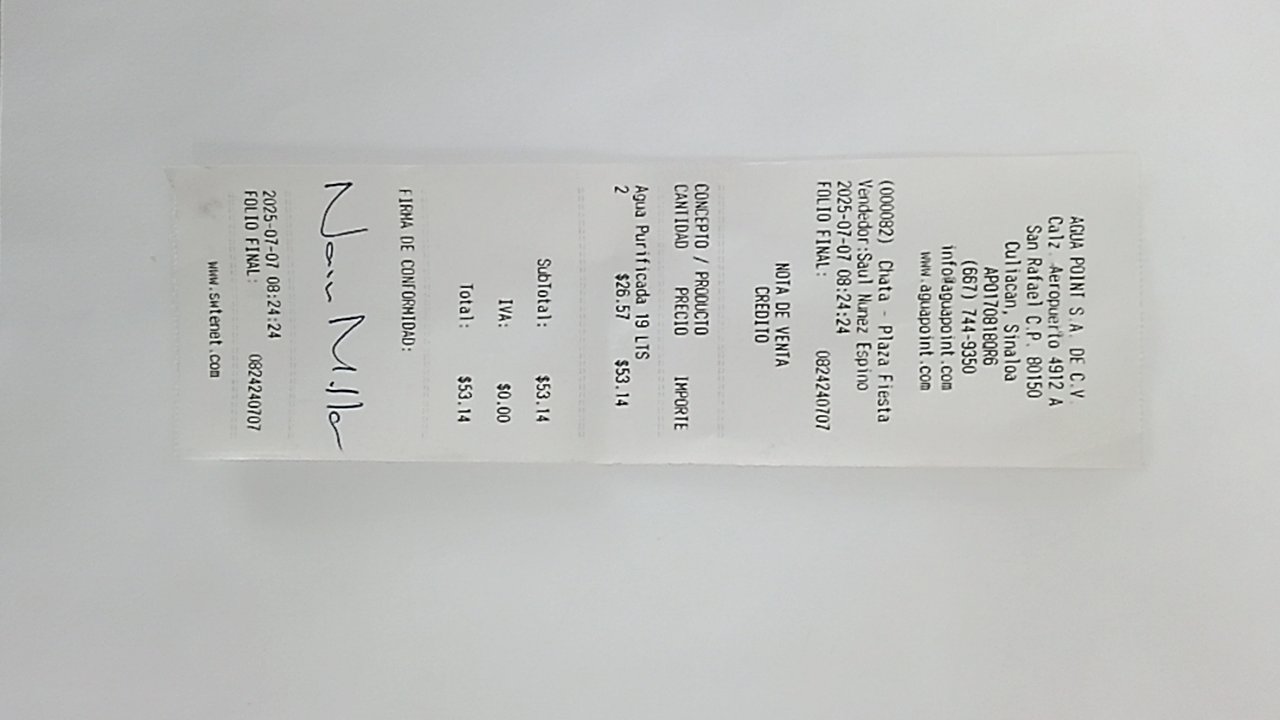 AGUA POINT S.A. DE C.V.
Calz. Aeropuerto 4912 A
San Rafael C.P. 80150
Culiacan, Sinaloa
APO170818QR6
(667) 744-9350
info@aguapoint.com
www.aguapoint.com
(000082) Chata - Plaza Fiesta
Vendedor:Saul Nunez Espino
2025-07-07 08:24:24
FOLIO FINAL: 0824240707
NOTA DE VENTA
CREDITO
CONCEPTO / PRODUCTO
CANTIDAD PRECIO IMPORTE
Agua Purificada 19 LTS
2 $26.57 $53.14
SubTotal: $53.14
IVA: $0.00
Total: $53.14
FIRMA DE CONFORMIDAD:
2025-07-07 08:24:24
FOLIO FINAL: 0824240707
www.swtenet.com